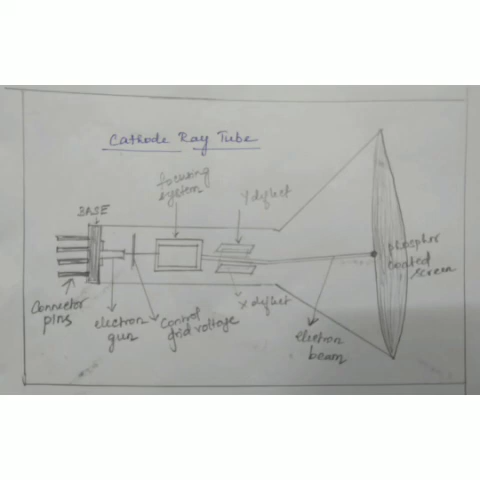 Cathode Ray Tube
focusing
system
Y deflect
BASE
phosphor
coated
screen
Connector
pins
electron
gun
Control
grid voltage
X deflect
electron
beam